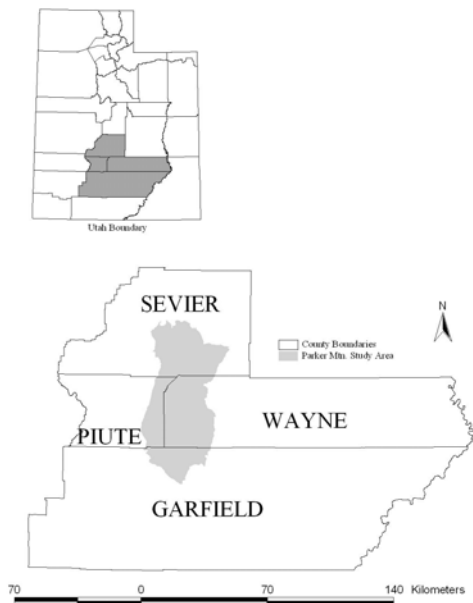 Utah Boundary
SEVIER
N
County Boundaries
Parker Mtn. Study Area
WAYNE
PIUTE
GARFIELD
70 0 70 140 Kilometers